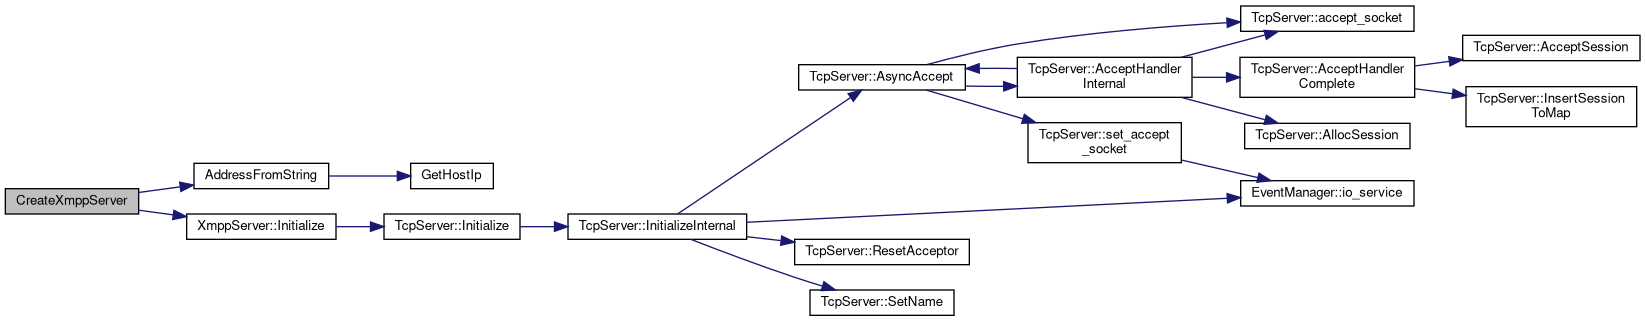 CreateXmppServer
AddressFromString
GetHostIp
XmppServer::Initialize
TcpServer::Initialize
TcpServer::InitializeInternal
TcpServer::AsyncAccept
TcpServer::AcceptHandler
Internal
TcpServer::accept_socket
TcpServer::AcceptHandler
Complete
TcpServer::AcceptSession
TcpServer::InsertSession
ToMap
TcpServer::AllocSession
TcpServer::set_accept
_socket
EventManager::io_service
TcpServer::ResetAcceptor
TcpServer::SetName